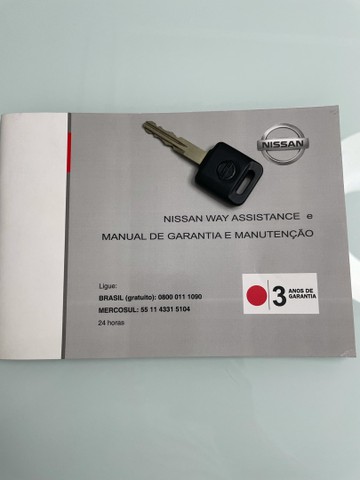 NISSAN
NISSAN WAY ASSISTANCE e
MANUAL DE GARANTIA E MANUTENÇÃO
Ligue:
BRASIL (gratuito): 0800 011 1090
MERCOSUL: 55 11 4331 5104
24 horas
3 ANOS DE
GARANTIA